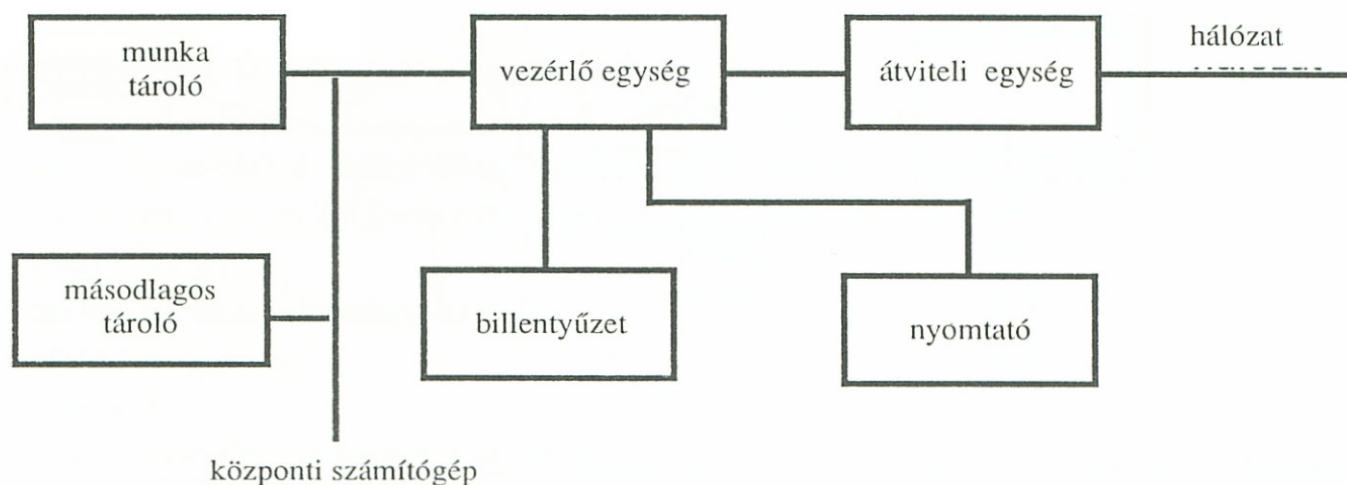 munka
tároló
vezérlő egység
átviteli egység
hálózat
másodlagos
tároló
billentyűzet
nyomtató
központi számítógép